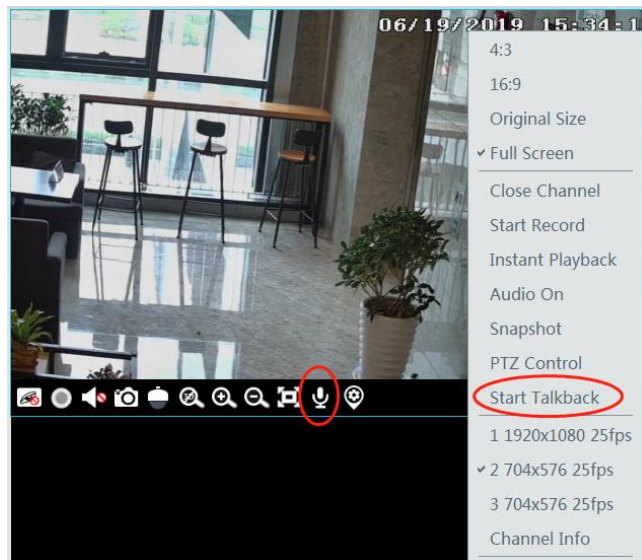 06/19/2019 15:34:1
4:3
16:9
Original Size
Full Screen
Close Channel
Start Record
Instant Playback
Audio On
Snapshot
PTZ Control
Start Talkback
1 1920x1080 25fps
2 704x576 25fps
3 704x576 25fps
Channel Info